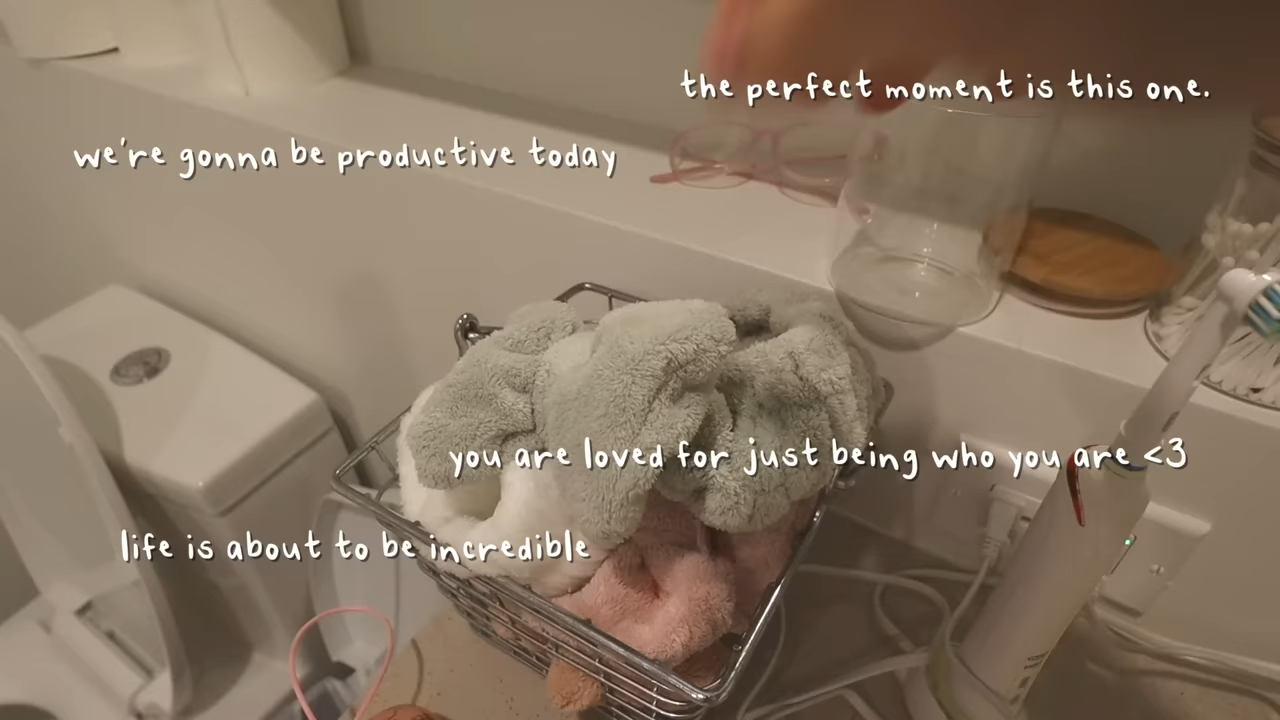 the perfect moment is this one.
we're gonna be productive today
you are loved for just being who you are <3
life is about to be incredible